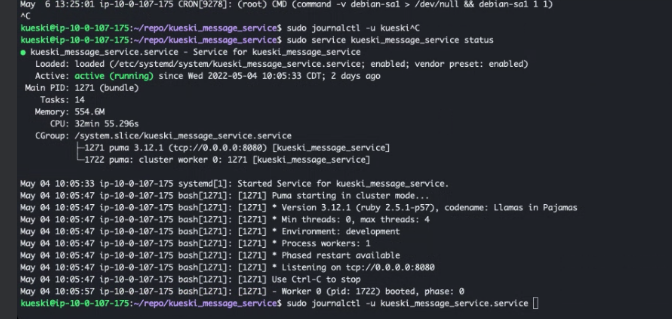 May  6 13:25:01 ip-10-0-107-175 CRON[9278]: (root) CMD (command -v debian-sa1 > /dev/null && debian-sa1 1 1)
^C
kueski@ip-10-0-107-175:~/repo/kueski_message_service$ sudo journalctl -u kueski^C
kueski@ip-10-0-107-175:~/repo/kueski_message_service$ sudo service kueski_message_service status
● kueski_message_service.service - Service for kueski_message_service
Loaded: loaded (/etc/systemd/system/kueski_message_service.service; enabled; vendor preset: enabled)
Active: active (running) since Wed 2022-05-04 10:05:33 CDT; 2 days ago
Main PID: 1271 (bundle)
Tasks: 14
Memory: 554.6M
CPU: 32min 55.296s
CGroup: /system.slice/kueski_message_service.service
├─1271 puma 3.12.1 (tcp://0.0.0.0:8080) [kueski_message_service]
└─1722 puma: cluster worker 0: 1271 [kueski_message_service]
May 04 10:05:33 ip-10-0-107-175 systemd[1]: Started Service for kueski_message_service.
May 04 10:05:47 ip-10-0-107-175 bash[1271]: [1271] Puma starting in cluster mode...
May 04 10:05:47 ip-10-0-107-175 bash[1271]: [1271] * Version 3.12.1 (ruby 2.5.1-p57), codename: Llamas in Pajamas
May 04 10:05:47 ip-10-0-107-175 bash[1271]: [1271] * Min threads: 0, max threads: 4
May 04 10:05:47 ip-10-0-107-175 bash[1271]: [1271] * Environment: development
May 04 10:05:47 ip-10-0-107-175 bash[1271]: [1271] * Process workers: 1
May 04 10:05:47 ip-10-0-107-175 bash[1271]: [1271] * Phased restart available
May 04 10:05:47 ip-10-0-107-175 bash[1271]: [1271] * Listening on tcp://0.0.0.0:8080
May 04 10:05:47 ip-10-0-107-175 bash[1271]: [1271] Use Ctrl-C to stop
May 04 10:05:57 ip-10-0-107-175 bash[1271]: [1271] - Worker 0 (pid: 1722) booted, phase: 0
kueski@ip-10-0-107-175:~/repo/kueski_message_service$ sudo journalctl -u kueski_message_service.service